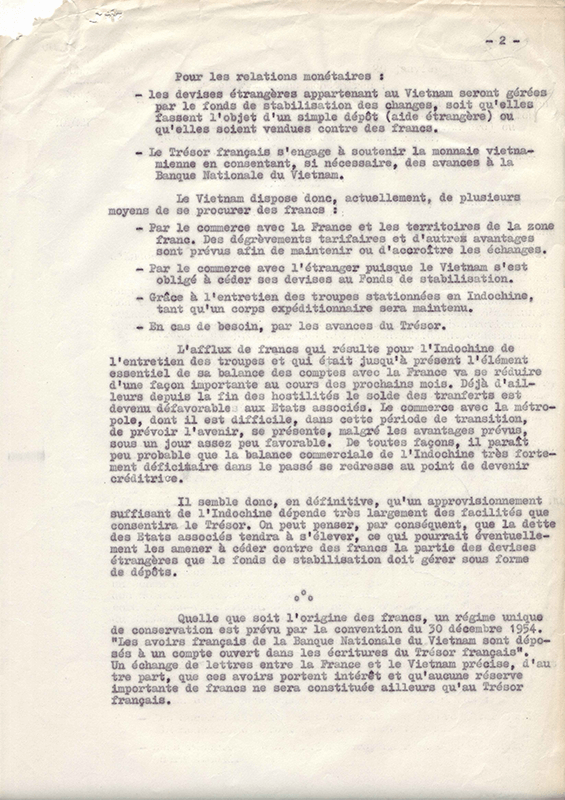 - 2 -
Pour les relations monétaires :
- les devises étrangères appartenant au Vietnam seront gérées
par le fonds de stabilisation des changes, soit qu'elles
fassent l'objet d'un simple dépôt (aide étrangère) ou
qu'elles soient vendues contre des francs.
- Le Trésor français s'engage à soutenir la monnaie vietna-
mienne en consentant, si nécessaire, des avances à la
Banque Nationale du Vietnam.
Le Vietnam dispose donc, actuellement, de plusieurs
moyens de se procurer des francs :
- Par le commerce avec la France et les territoires de la zone
franc. Des dégrèvements tarifaires et d'autres avantages
sont prévus afin de maintenir ou d'accroître les échanges.
- Par le commerce avec l'étranger puisque le Vietnam s'est
obligé à céder ses devises au Fonds de stabilisation.
- Grâce à l'entretien des troupes stationnées en Indochine,
tant qu'un corps expéditionnaire sera maintenu.
- En cas de besoin, par les avances du Trésor.
L'afflux de francs qui résulte pour l'Indochine de
l'entretien des troupes et qui était jusqu'à présent l'élément
essentiel de sa balance des comptes avec la France va se réduire
d'une façon importante au cours des prochains mois. Déjà d'ail-
leurs depuis la fin des hostilités le solde des tranferts est
devenu défavorable aux Etats associés. Le commerce avec la métro-
pole, dont il est difficile, dans cette période de transition,
de prévoir l'avenir, se présente, malgré les avantages prévus,
sous un jour assez peu favorable. De toutes façons, il paraît
peu probable que la balance commerciale de l'Indochine très forte-
ment déficitaire dans le passé se redresse au point de devenir
créditrice.
Il semble donc, en définitive, qu'un approvisionnement
suffisant de l'Indochine dépende très largement des facilités que
consentira le Trésor. On peut penser, par conséquent, que la dette
des Etats associés tendra à s'élever, ce qui pourrait éventuelle-
ment les amener à céder contre des francs la partie des devises
étrangères que le fonds de stabilisation doit gérer sous forme
de dépôts.
o°o
Quelle que soit l'origine des francs, un régime unique
de conservation est prévu par la convention du 30 décembre 1954.
"Les avoirs français de la Banque Nationale du Vietnam sont dépo-
sés à un compte ouvert dans les écritures du Trésor français".
Un échange de lettres entre la France et le Vietnam précise, d'au
tre part, que ces avoirs portent intérêt et qu'aucune réserve
importante de francs ne sera constituée ailleurs qu'au Trésor
français.